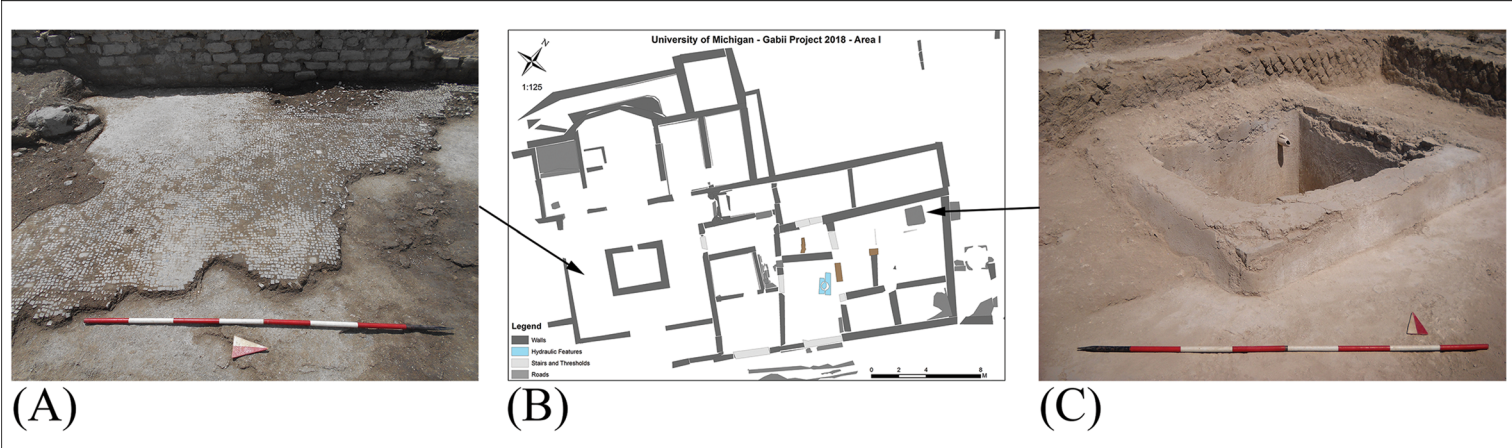 University of Michigan - Gabii Project 2018 - Area I
N
1:125
Legend
Walls
Hydraulic Features
Stairs and Thresholds
Roads
0 2 4 8
M
(A)
(B)
(C)